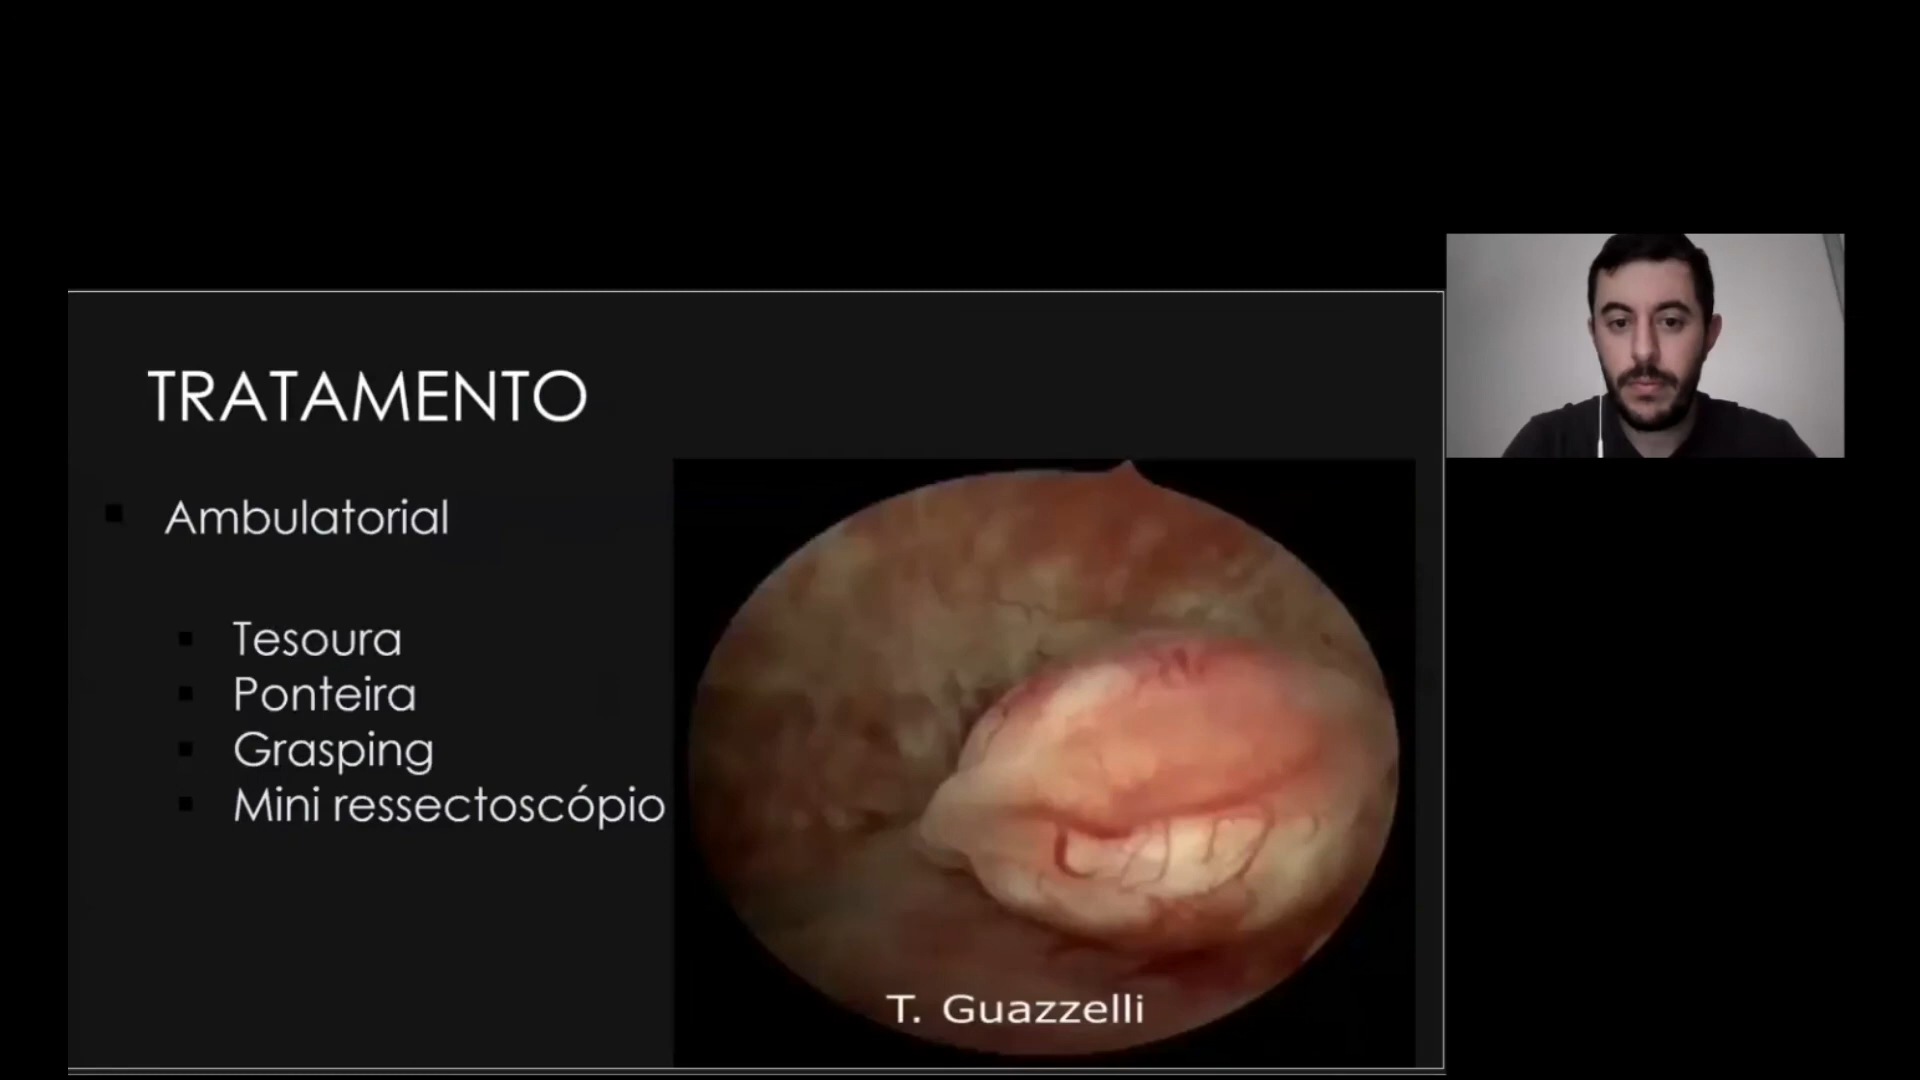 TRATAMENTO
Ambulatorial
Tesoura
Ponteira
Grasping
Mini ressectoscópio
T. Guazzelli